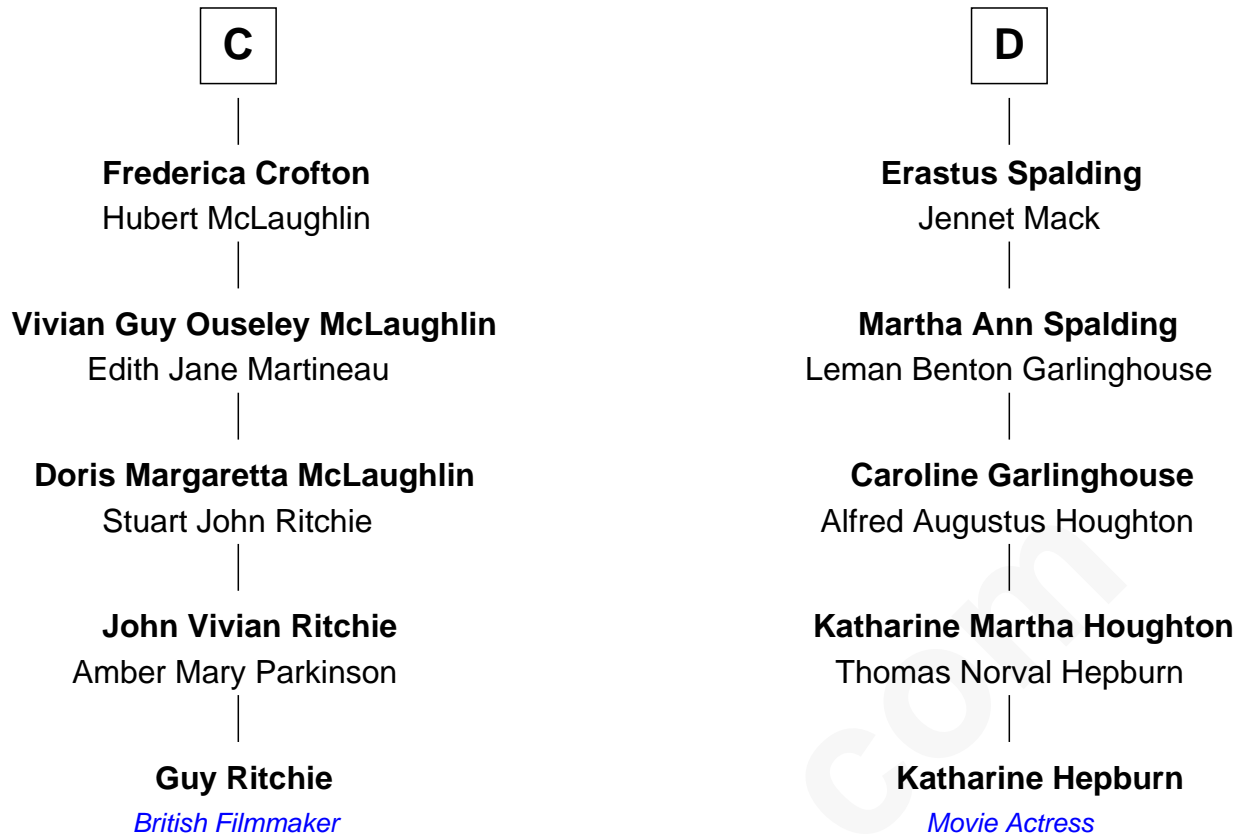 C
Frederica Crofton
Hubert McLaughlin
Vivian Guy Ouseley McLaughlin
Edith Jane Martineau
Doris Margaretta McLaughlin
Stuart John Ritchie
John Vivian Ritchie
Amber Mary Parkinson
Guy Ritchie
British Filmmaker
D
Erastus Spalding
Jennet Mack
Martha Ann Spalding
Leman Benton Garlinghouse
Caroline Garlinghouse
Alfred Augustus Houghton
Katharine Martha Houghton
Thomas Norval Hepburn
Katharine Hepburn
Movie Actress
com